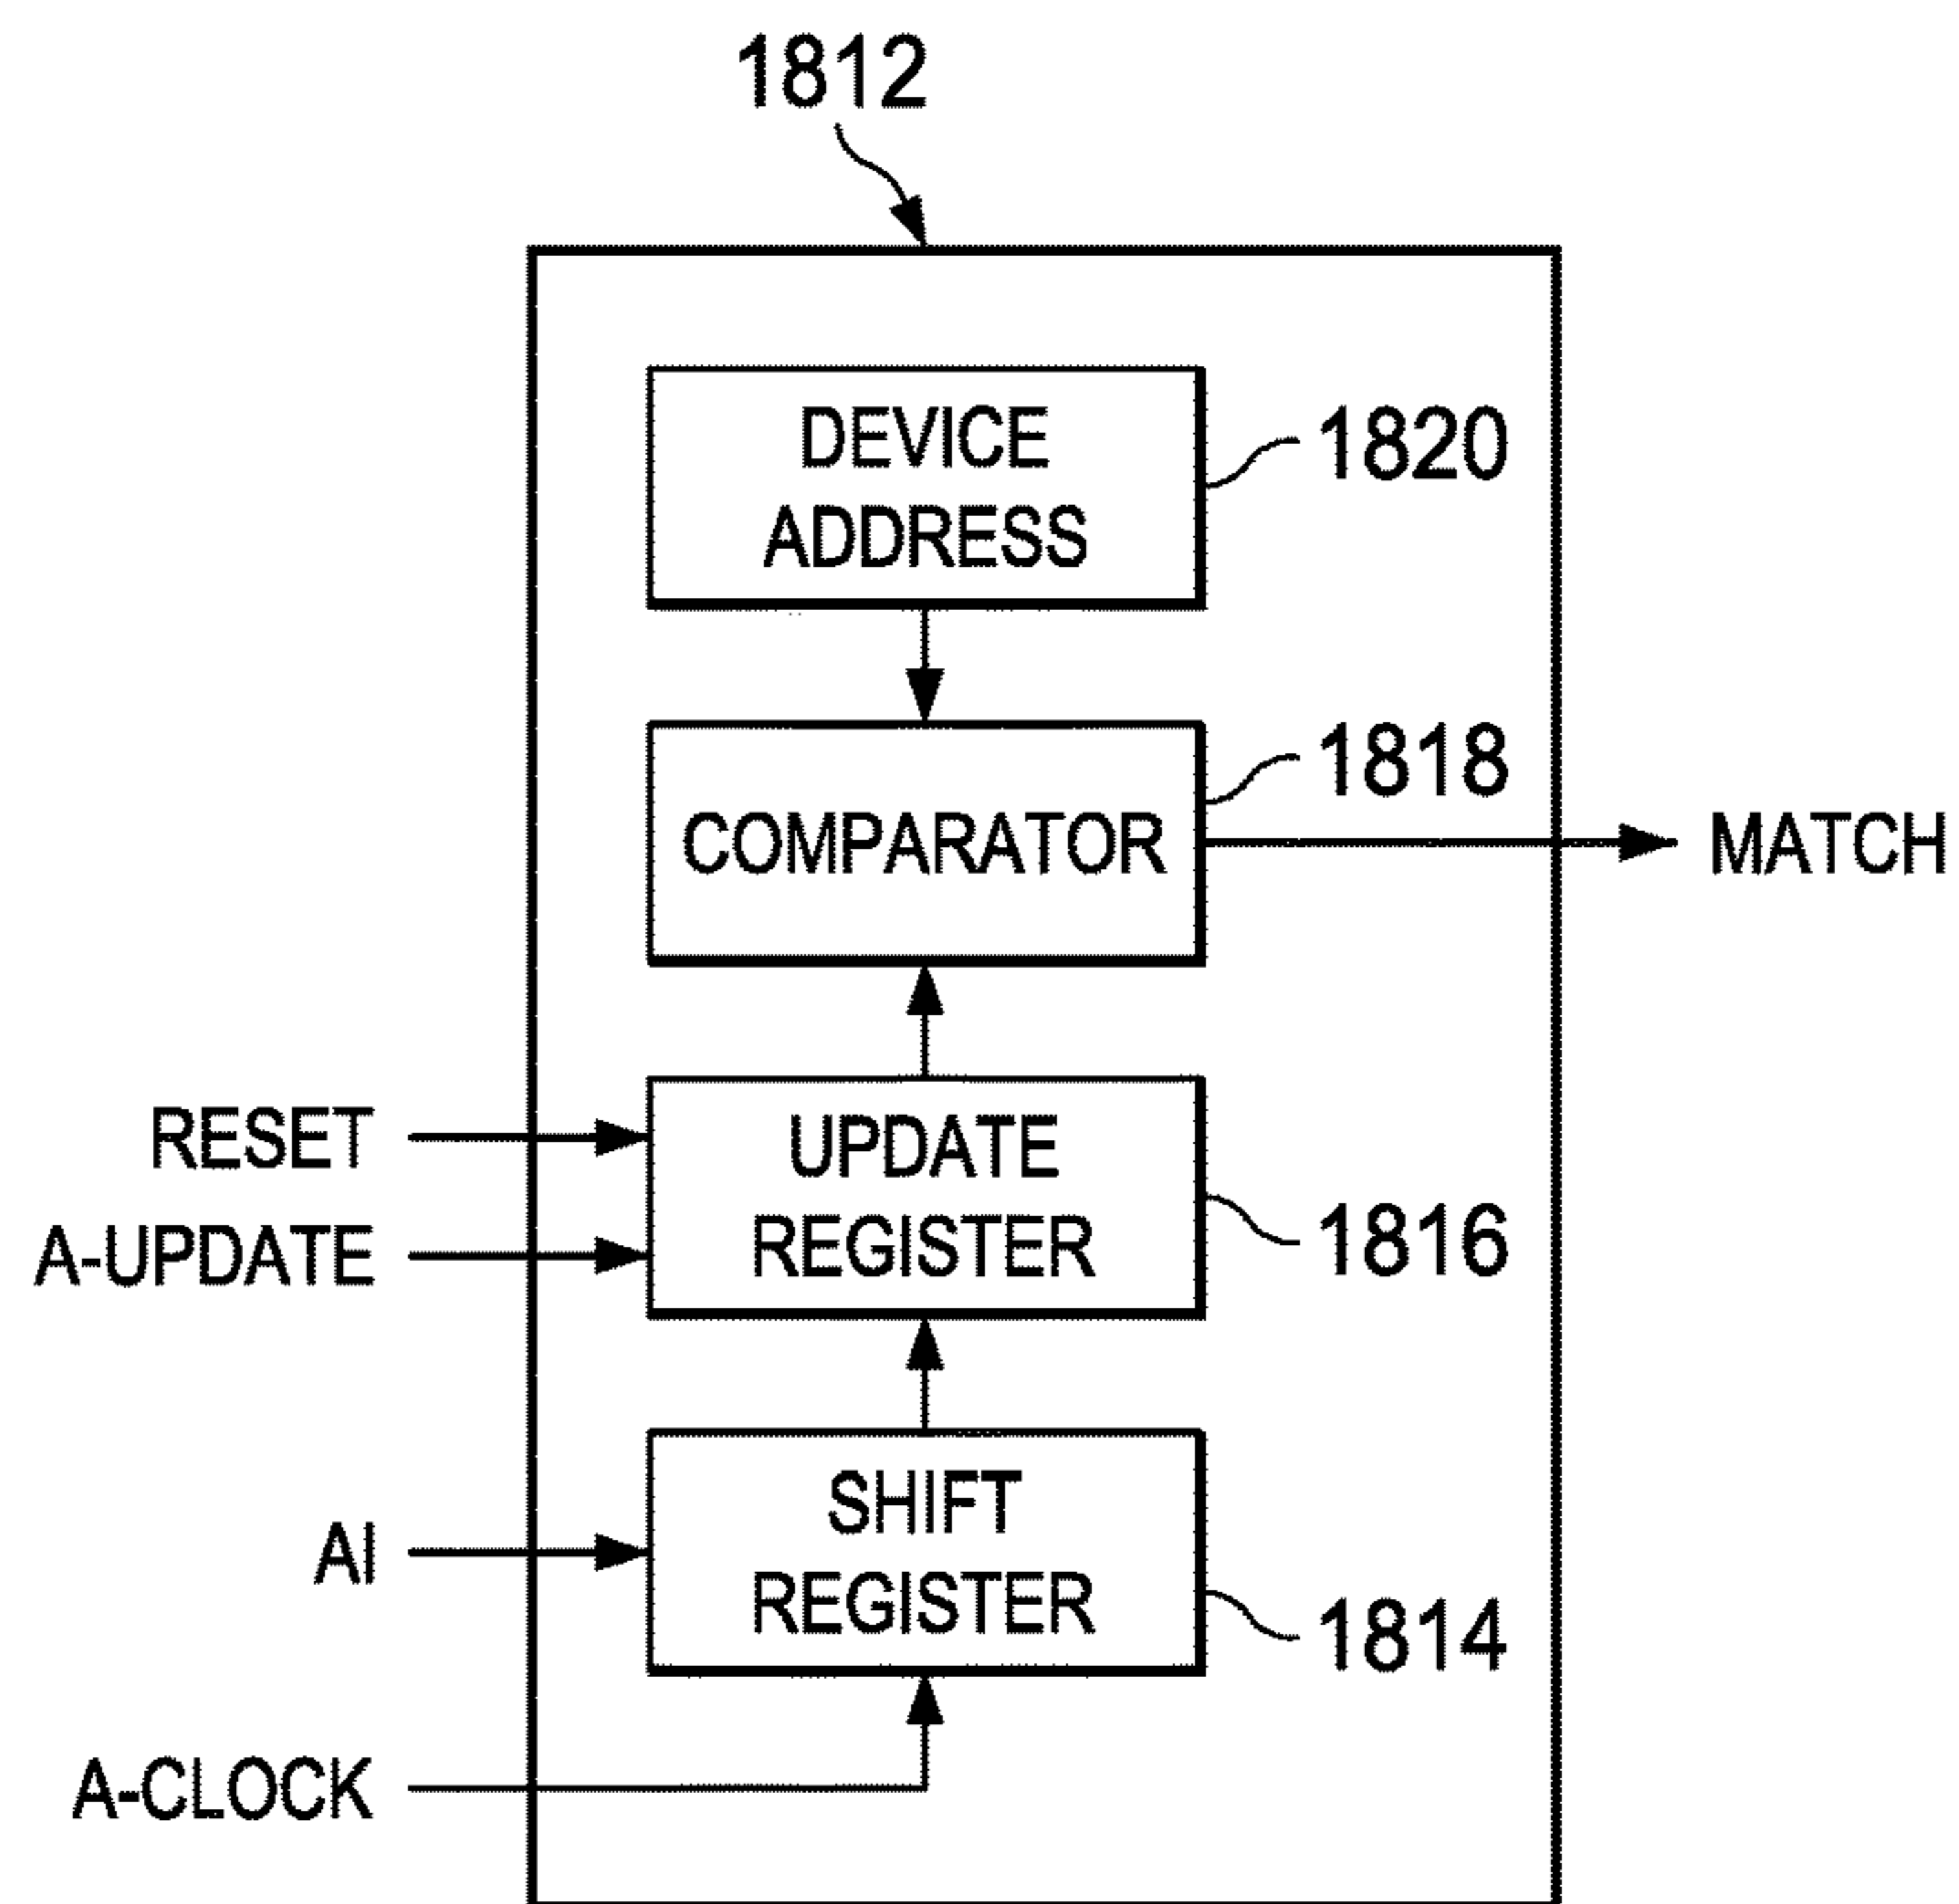 1812
DEVICE
ADDRESS
1820
COMPARATOR
1818
MATCH
RESET
A-UPDATE
UPDATE
REGISTER
1816
AI
SHIFT
REGISTER
1814
A-CLOCK